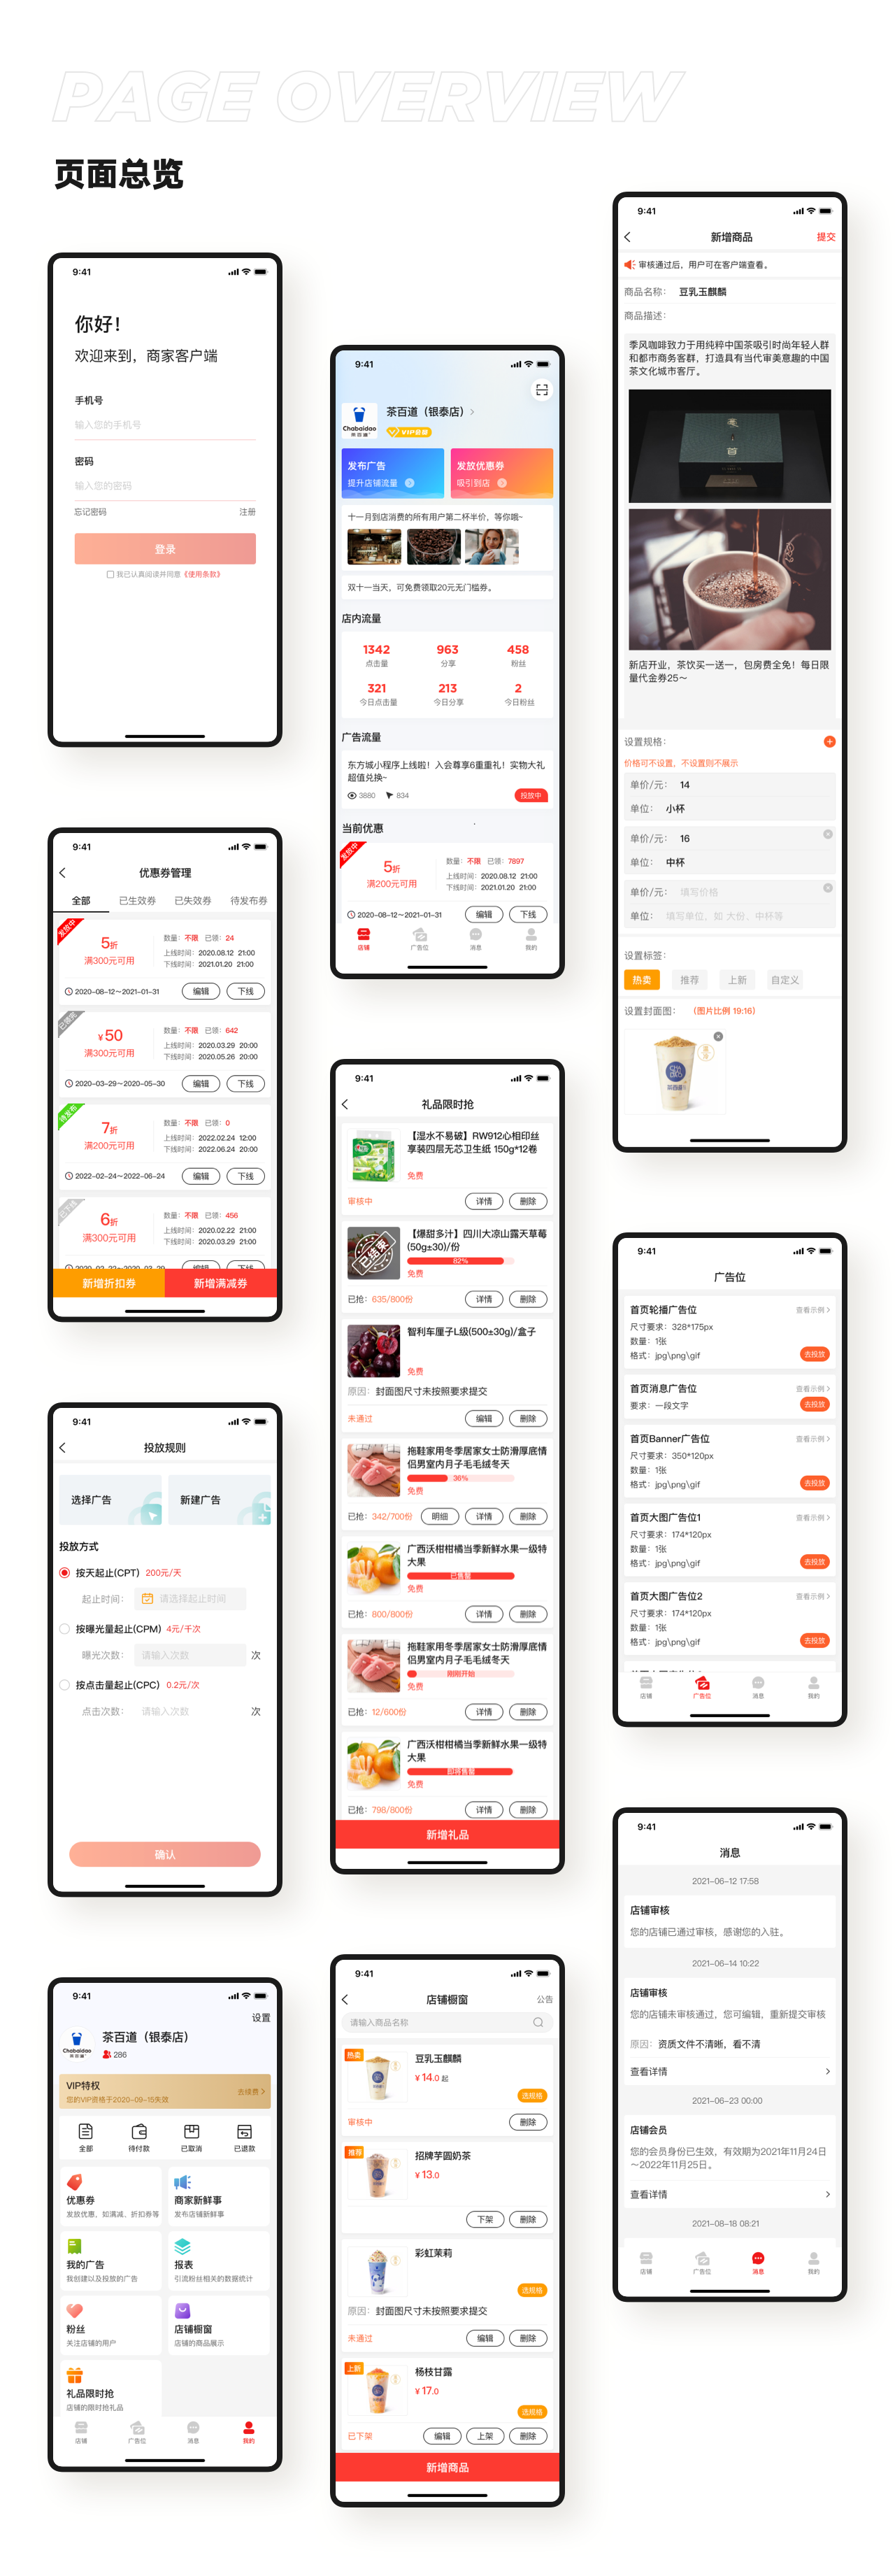 PAGE OVERVIEW
页面总览
9:41
你好！
欢迎来到，商家客户端
手机号
输入您的手机号
密码
输入您的密码
忘记密码 注册
登录
我已认真阅读并同意《使用条款》
9:41
优惠券管理
全部 已生效券 已失效券 待发布券
发放中
5折
满300元可用
数量：不限 已领：24
上线时间：2020.08.12 21:00
下线时间：2021.01.20 21:00
2020-08-12～2021-01-31 编辑 下线
已领完
¥50
满300元可用
数量：不限 已领：642
上线时间：2020.03.29 20:00
下线时间：2020.05.26 20:00
2020-03-29～2020-05-30 编辑 下线
待发布
7折
满200元可用
数量：不限 已领：0
上线时间：2022.02.24 12:00
下线时间：2022.06.24 20:00
2022-02-24～2022-06-24 编辑 下线
已下线
6折
满300元可用
数量：不限 已领：456
上线时间：2020.02.22 21:00
下线时间：2020.03.29 21:00
新增折扣券 新增满减券
9:41
投放规则
选择广告 新建广告
投放方式
按天起止(CPT) 200元/天
起止时间： 请选择起止时间
按曝光量起止(CPM) 4元/千次
曝光次数： 请输入次数 次
按点击量起止(CPC) 0.2元/次
点击次数： 请输入次数 次
确认
9:41
设置
Chabaidao
茶百道（银泰店）
286
VIP特权
您的VIP资格于2020-09-15失效
去续费
全部 待付款 已取消 已退款
优惠券
发放优惠、如满减、折扣券等
商家新鲜事
发布店铺新鲜事
我的广告
我创建以及投放的广告
报表
引流粉丝相关的数据统计
粉丝
关注店铺的用户
店铺橱窗
店铺的商品展示
礼品限时抢
店铺的限时抢礼品
店铺 广告位 消息 我的
9:41
Chabaidao
茶百道
茶百道（银泰店）
VIP
发布广告
提升店铺流量
发放优惠券
吸引到店
十一月到店消费的所有用户第二杯半价，等你哦~
双十一当天，可免费领取20元无门槛券。
店内流量
1342 963 458
点击量 分享 粉丝
321 213 2
今日点击量 今日分享 今日粉丝
广告流量
东方城小程序上线啦！入会尊享6重重礼！实物大礼
超值兑换~
3880 834 投放中
当前优惠
发放中
5折
满200元可用
数量：不限 已领：7897
上线时间：2020.08.12 21:00
下线时间：2021.01.20 21:00
2020-08-12～2021-01-31 编辑 下线
店铺 广告位 消息 我的
9:41
礼品限时抢
【湿水不易破】RW912心相印丝
享装四层无芯卫生纸 150g*12卷
免费
审核中 详情 删除
已结束
【爆甜多汁】四川大凉山露天草莓
(50g±30)/份
82%
免费
已抢：635/800份 详情 删除
智利车厘子L级(500±30g)/盒子
免费
原因：封面图尺寸未按照要求提交
未通过 编辑 删除
拖鞋家用冬季居家女士防滑厚底情
侣男室内月子毛毛绒冬天
36%
免费
已抢：342/700份 明细 详情 删除
广西沃柑柑橘当季新鲜水果一级特
大果
已售罄
免费
已抢：800/800份 详情 删除
拖鞋家用冬季居家女士防滑厚底情
侣男室内月子毛毛绒冬天
刚刚开始
免费
已抢：12/600份 详情 删除
广西沃柑柑橘当季新鲜水果一级特
大果
即将售罄
免费
已抢：798/800份 详情 删除
新增礼品
9:41
店铺橱窗 公告
请输入商品名称
热卖
豆乳玉麒麟
¥14.0 起
选规格
审核中 删除
推荐
招牌芋圆奶茶
¥13.0
下架 删除
彩虹茉莉
选规格
原因：封面图尺寸未按照要求提交
未通过 编辑 删除
上新
杨枝甘露
¥17.0
选规格
已下架 编辑 上架 删除
新增商品
9:41
新增商品 提交
审核通过后，用户可在客户端查看。
商品名称： 豆乳玉麒麟
商品描述：
季风咖啡致力于用纯粹中国茶吸引时尚年轻人群
和都市商务客群，打造具有当代审美意趣的中国
茶文化城市客厅。
新店开业，茶饮买一送一，包房费全免！每日限
量代金券25～
设置规格：
价格可不设置，不设置则不展示
单价/元： 14
单位： 小杯
单价/元： 16
单位： 中杯
单价/元： 填写价格
单位： 填写单位，如 大份、中杯等
设置标签：
热卖 推荐 上新 自定义
设置封面图： （图片比例 19:16）
9:41
广告位
首页轮播广告位 查看示例
尺寸要求：328*175px
数量：1张
格式：jpg\png\gif 去投放
首页消息广告位 查看示例
要求：一段文字 去投放
首页Banner广告位 查看示例
尺寸要求：350*120px
数量：1张
格式：jpg\png\gif 去投放
首页大图广告位1 查看示例
尺寸要求：174*120px
数量：1张
格式：jpg\png\gif 去投放
首页大图广告位2 查看示例
尺寸要求：174*120px
数量：1张
格式：jpg\png\gif 去投放
店铺 广告位 消息 我的
9:41
消息
2021-06-12 17:58
店铺审核
您的店铺已通过审核，感谢您的入驻。
2021-06-14 10:22
店铺审核
您的店铺未审核通过，您可编辑，重新提交审核
原因：资质文件不清晰，看不清
查看详情
2021-06-23 00:00
店铺会员
您的会员身份已生效，有效期为2021年11月24日
～2022年11月25日。
查看详情
2021-08-18 08:21
店铺 广告位 消息 我的